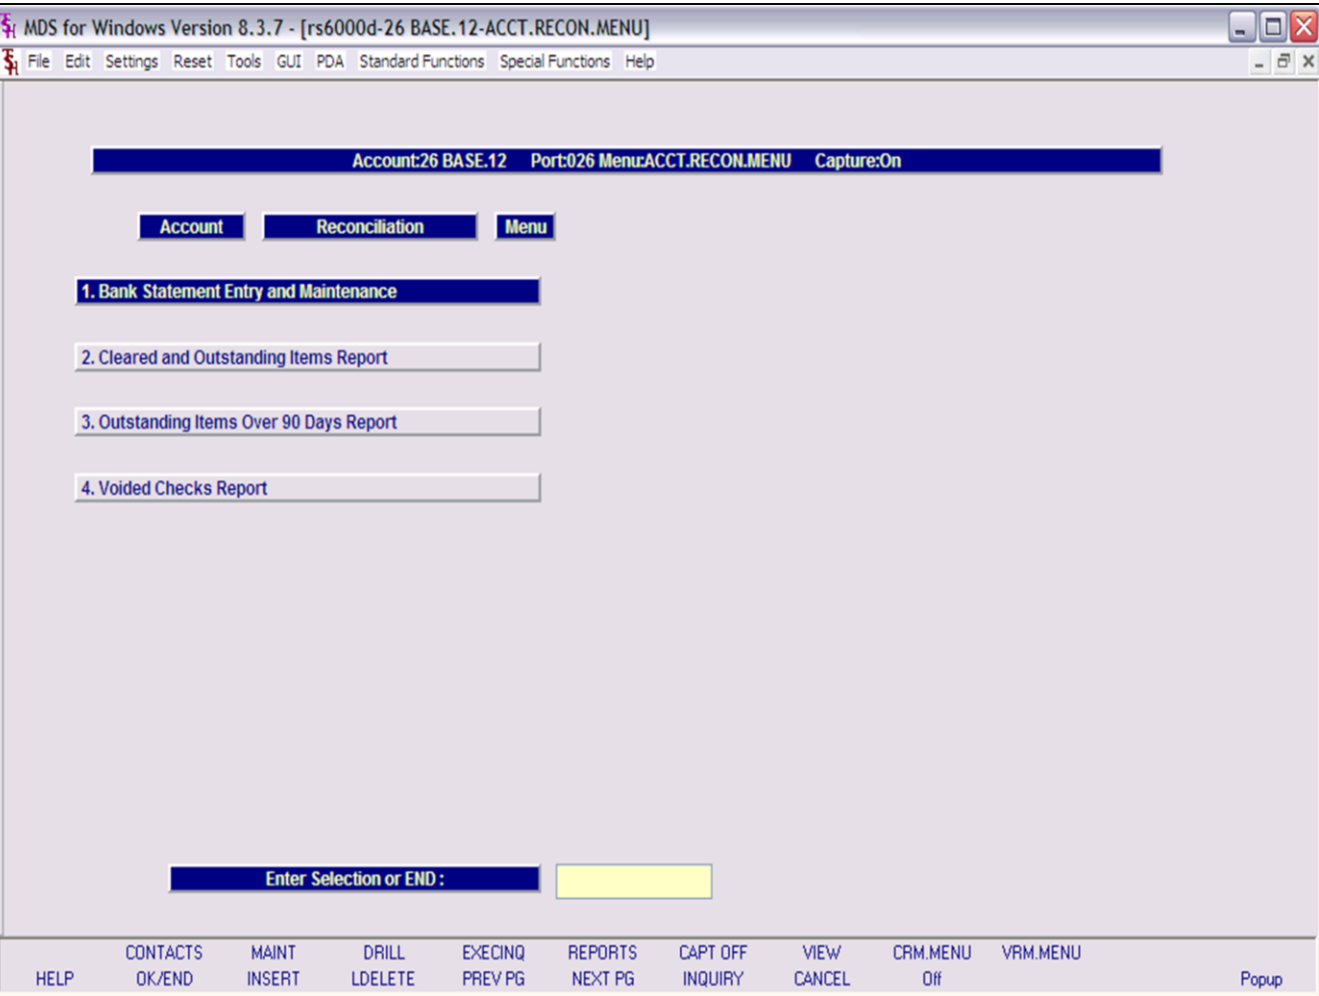 MDS for Windows Version 8.3.7 - [rs6000d-26 BASE.12-ACCT.RECON.MENU]
File Edit Settings Reset Tools GUI PDA Standard Functions Special Functions Help
Account:26 BASE.12 Port:026 Menu:ACCT.RECON.MENU Capture:On
Account Reconciliation Menu
1. Bank Statement Entry and Maintenance
2. Cleared and Outstanding Items Report
3. Outstanding Items Over 90 Days Report
4. Voided Checks Report
Enter Selection or END :
CONTACTS MAINT DRILL EXECINQ REPORTS CAPT OFF VIEW CRM.MENU VRM.MENU
HELP OK/END INSERT LDELETE PREV PG NEXT PG INQUIRY CANCEL Off Popup